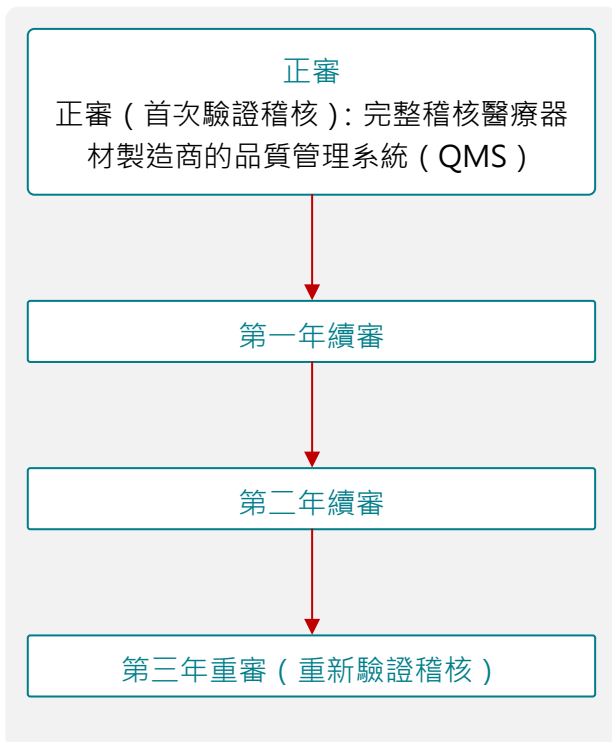 正審
正審（首次驗證稽核）：完整稽核醫療器
材製造商的品質管理系統（QMS）
第一年續審
第二年續審
第三年重審（重新驗證稽核）